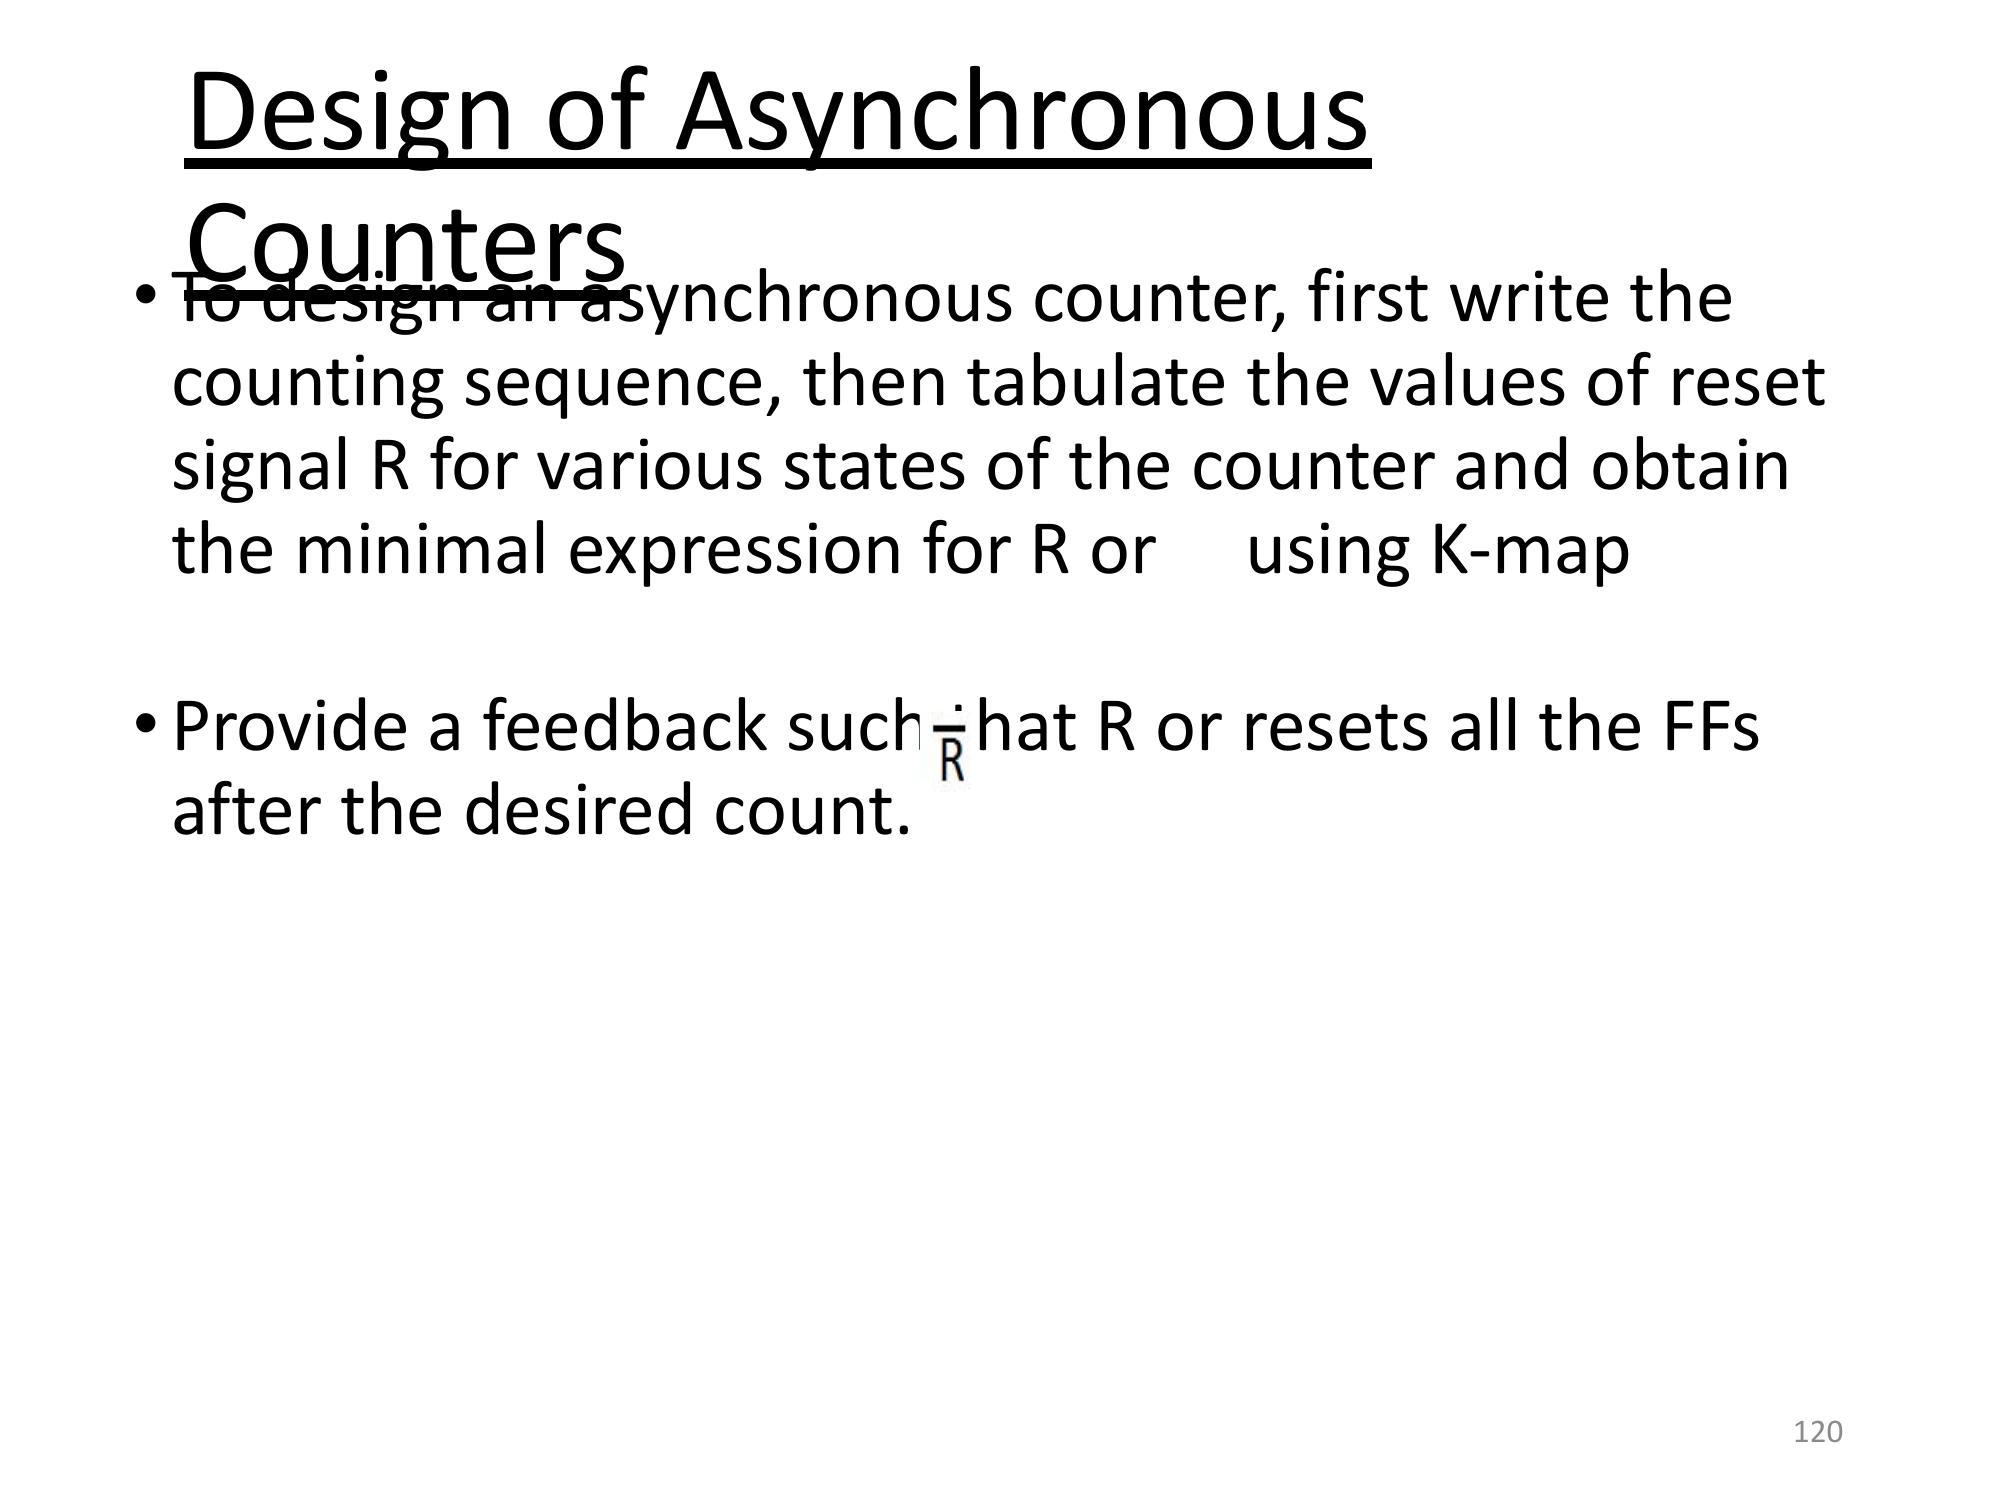 Design of Asynchronous
Counters
• To design an asynchronous counter, first write the
counting sequence, then tabulate the values of reset
signal R for various states of the counter and obtain
the minimal expression for R or using K-map
• Provide a feedback such that R or resets all the FFs
R̅
after the desired count.
120